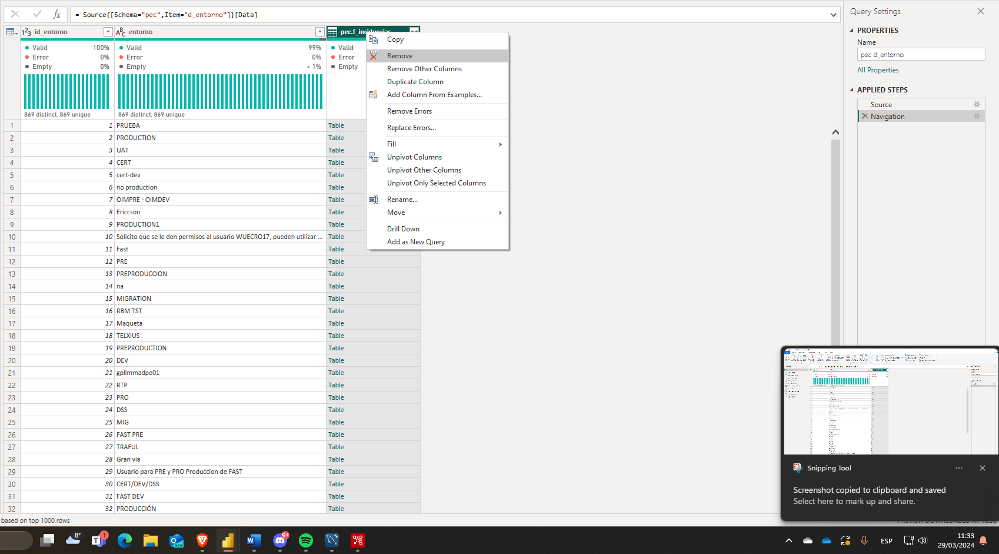 fx = Source{[Schema="pec",Item="d_entorno"]}[Data]
1²3 id_entorno
ABC entorno
pec.f_incidencias
Valid 100%
Error 0%
Empty 0%
869 distinct, 869 unique
Valid 99%
Error 0%
Empty < 1%
869 distinct, 869 unique
Valid
Error
Empty
1 1 PRUEBA Table
2 2 PRODUCTION Table
3 3 UAT Table
4 4 CERT Table
5 5 cert-dev Table
6 6 no production Table
7 7 OIMPRE - OIMDEV Table
8 8 Ericcson Table
9 9 PRODUCTION1 Table
10 10 Solicito que se le den permisos al usuario WUECRO17, pueden utilizar ... Table
11 11 Fast Table
12 12 PRE Table
13 13 PREPRODUCCION Table
14 14 na Table
15 15 MIGRATION Table
16 16 RBM TST Table
17 17 Maqueta Table
18 18 TELXIUS Table
19 19 PREPRODUCTION Table
20 20 DEV Table
21 21 gpllmmadpe01 Table
22 22 RTP Table
23 23 PRO Table
24 24 DSS Table
25 25 MIG Table
26 26 FAST PRE Table
27 27 TRAFUL Table
28 28 Gran via Table
29 29 Usuario para PRE y PRO Produccion de FAST Table
30 30 CERT/DEV/DSS Table
31 31 FAST DEV Table
32 32 PRODUCCIÓN Table
Copy
Remove
Remove Other Columns
Duplicate Column
Add Column From Examples...
Remove Errors
Replace Errors...
Fill
Unpivot Columns
Unpivot Other Columns
Unpivot Only Selected Columns
Rename...
Move
Drill Down
Add as New Query
Query Settings
PROPERTIES
Name
pec d_entorno
All Properties
APPLIED STEPS
Source
Navigation
Snipping Tool
Screenshot copied to clipboard and saved
Select here to mark up and share.
based on top 1000 rows
8°
1
NEW
9+
ESP
11:33
29/03/2024